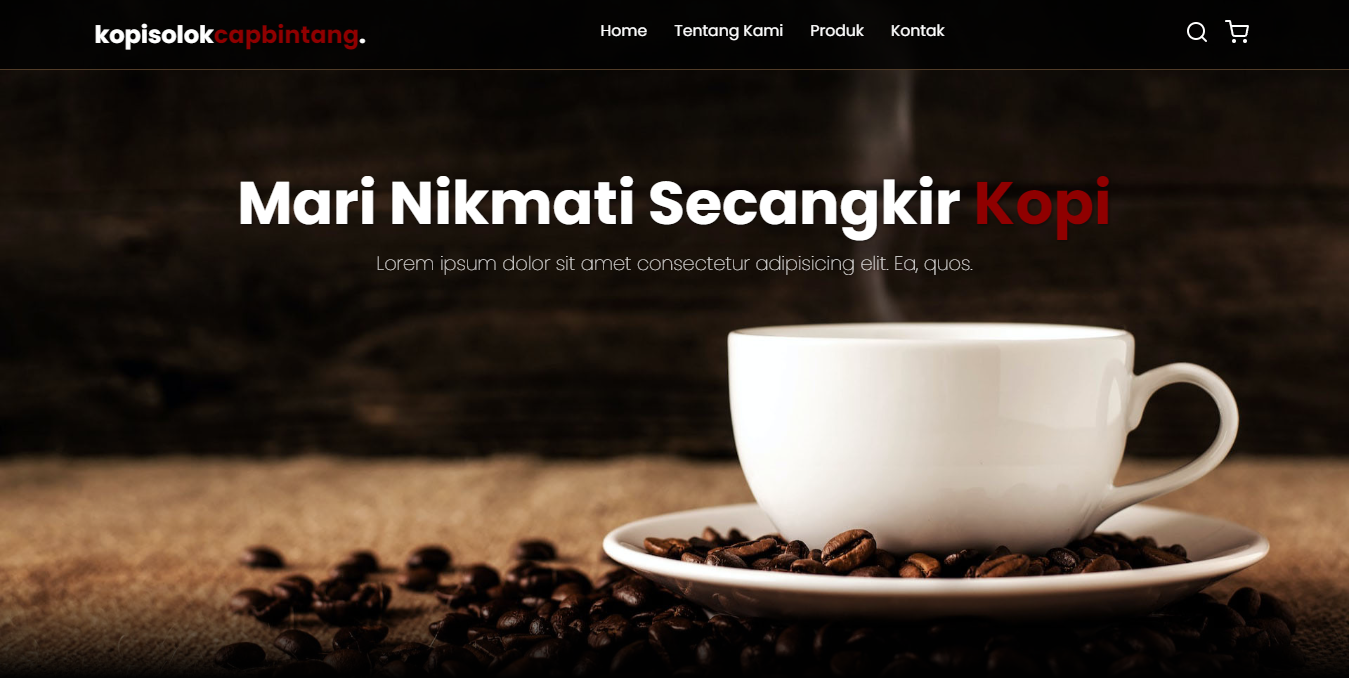 kopisolokcapbintang.
Home Tentang Kami Produk Kontak
Mari Nikmati Secangkir Kopi
Lorem ipsum dolor sit amet consectetur adipisicing elit. Ea, quos.